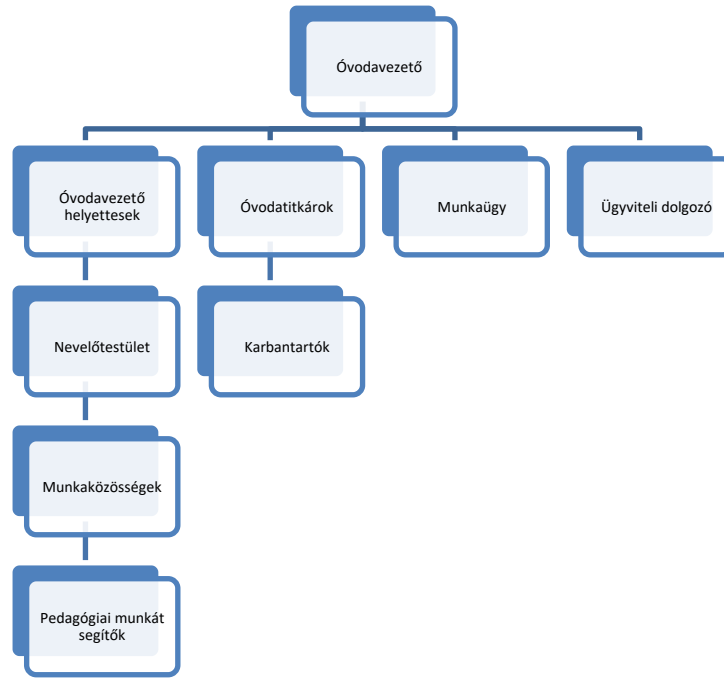 Óvodavezető
Óvodavezető
helyettesek
Óvodatitkárok
Munkaügy
Ügyviteli dolgozó
Nevelőtestület
Karbantartók
Munkaközösségek
Pedagógiai munkát
segítők